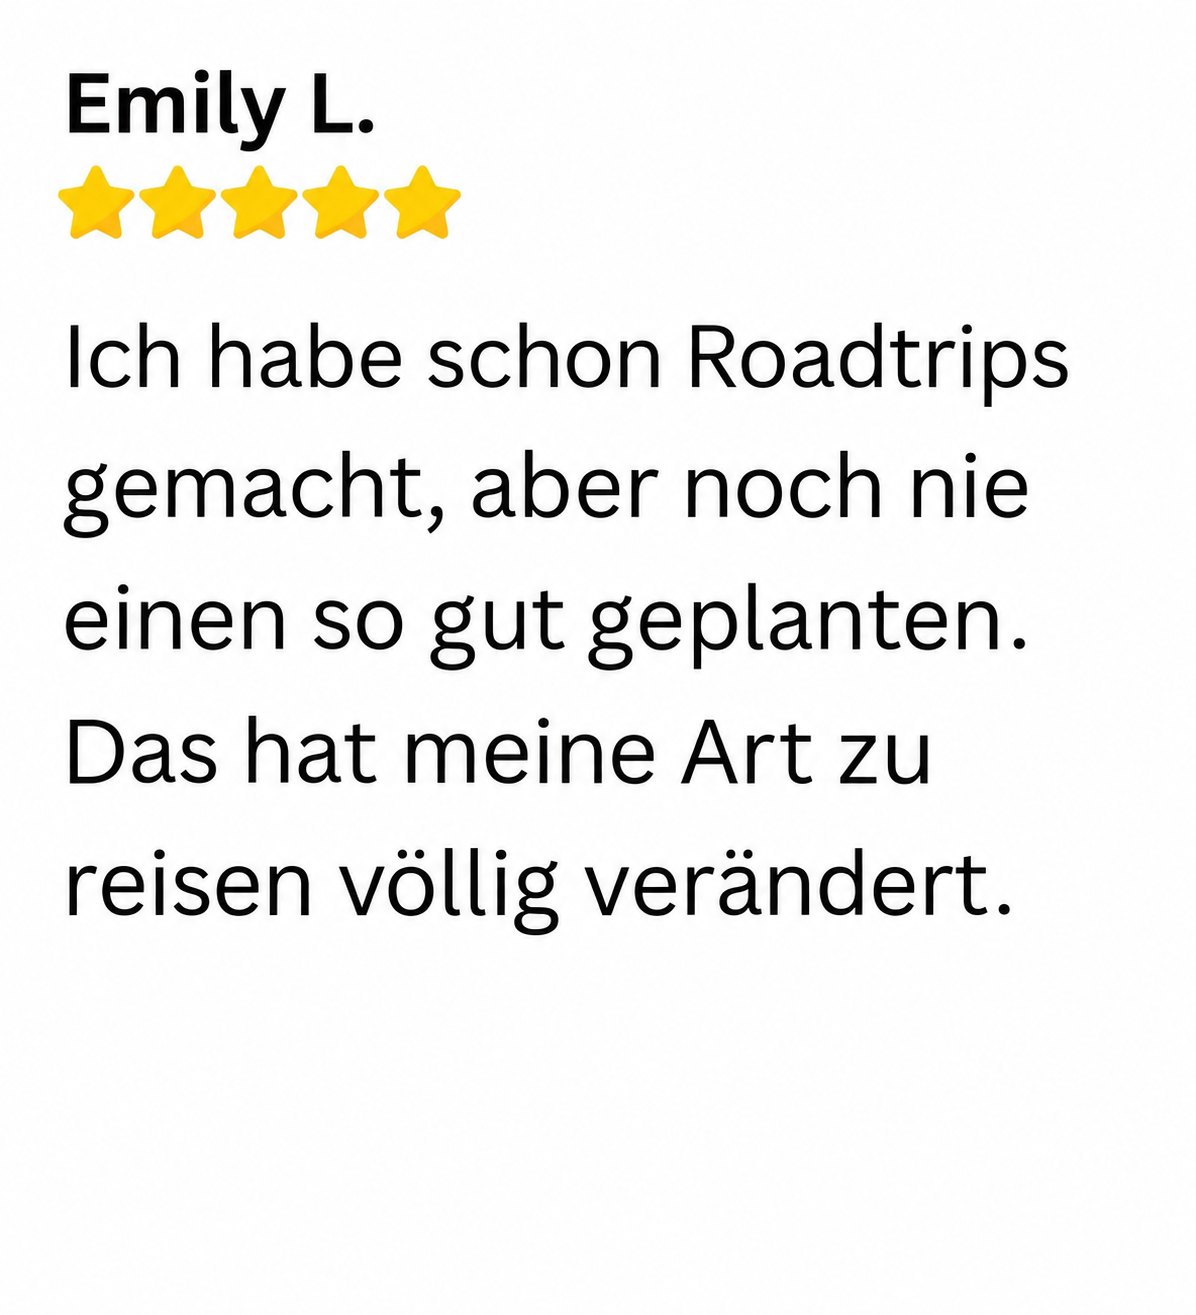 Emily L.
⭐⭐⭐⭐⭐
Ich habe schon Roadtrips
gemacht, aber noch nie
einen so gut geplanten.
Das hat meine Art zu
reisen völlig verändert.